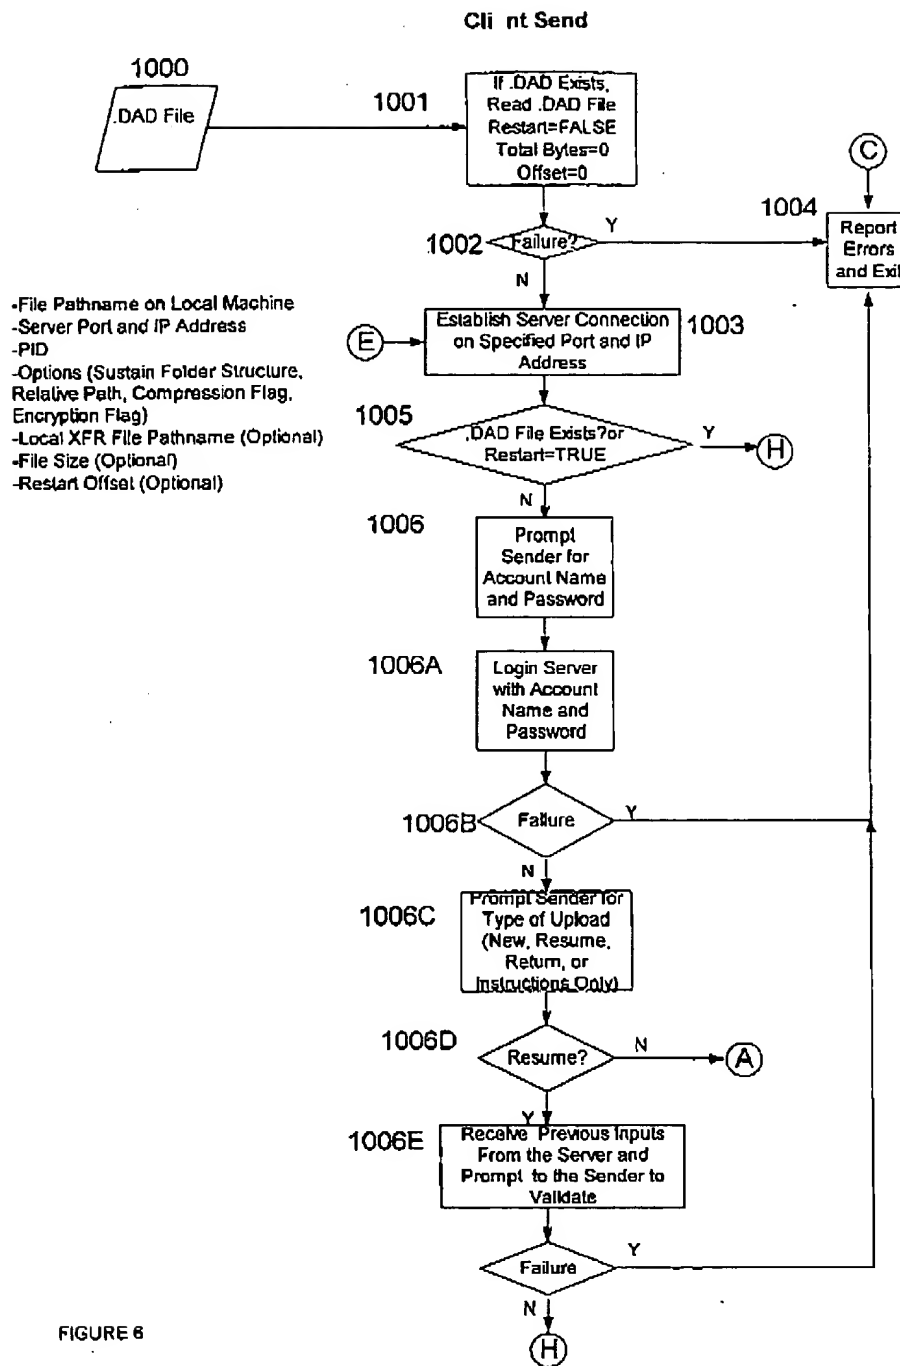 Cli nt Send
1000
.DAD File
1001
If .DAD Exists,
Read .DAD File
Restart=FALSE
Total Bytes=0
Offset=0
C
1004
Report
Errors
and Exit
1002
Failure?
Y
N
-File Pathname on Local Machine
-Server Port and IP Address
-PID
-Options (Sustain Folder Structure,
Relative Path, Compression Flag,
Encryption Flag)
-Local XFR File Pathname (Optional)
-File Size (Optional)
-Restart Offset (Optional)
E
Establish Server Connection
on Specified Port and IP
Address
1003
1005
.DAD File Exists?or
Restart=TRUE
Y
H
N
1006
Prompt
Sender for
Account Name
and Password
1006A
Login Server
with Account
Name and
Password
1006B
Failure
Y
N
1006C
Prompt Sender for
Type of Upload
(New, Resume,
Return, or
Instructions Only)
1006D
Resume?
N
A
Y
1006E
Receive Previous Inputs
From the Server and
Prompt to the Sender to
Validate
Failure
Y
N
H
FIGURE 6